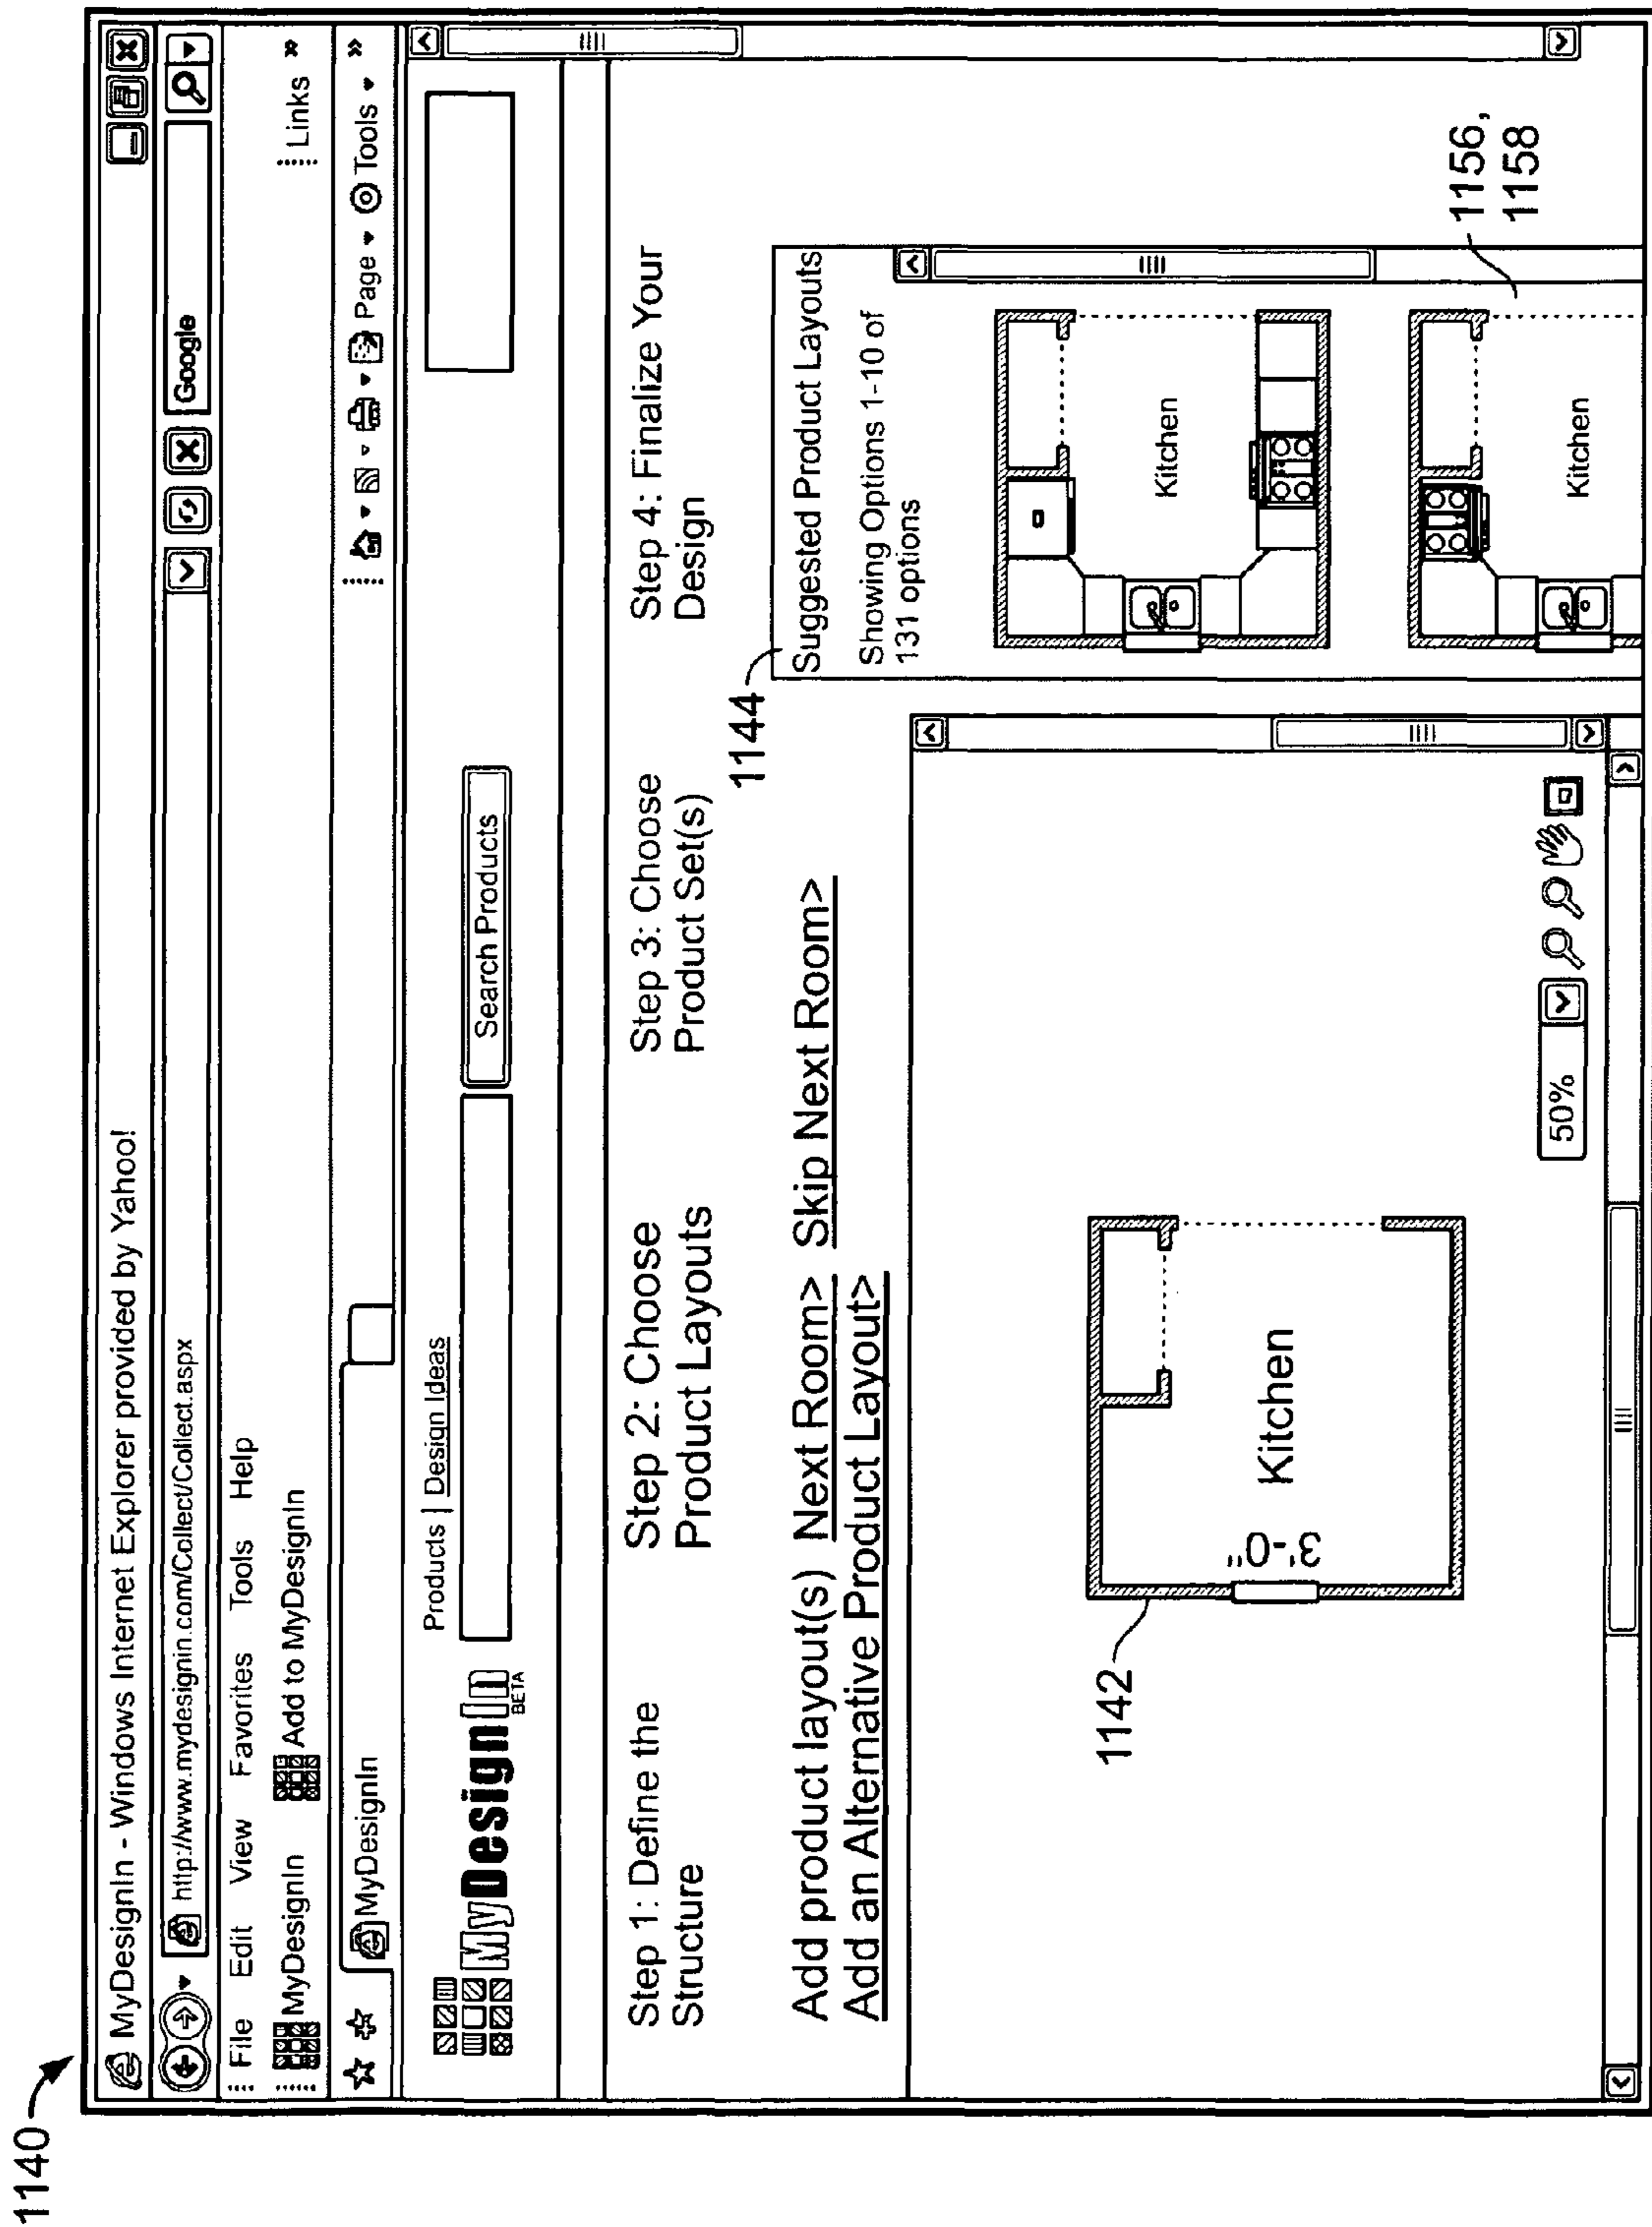 1140
MyDesignIn - Windows Internet Explorer provided by Yahoo!
http://www.mydesignin.com/Collect/Collect.aspx
Google
File Edit View Favorites Tools Help
MyDesignIn Add to MyDesignIn
Links »
MyDesignIn
Page Tools »
Products | Design Ideas
MyDesignIn
BETA
Search Products
Step 1: Define the
Structure
Step 2: Choose
Product Layouts
Step 3: Choose
Product Set(s)
Step 4: Finalize Your
Design
Add product layout(s) Next Room> Skip Next Room>
Add an Alternative Product Layout>
1144
Suggested Product Layouts
Showing Options 1-10 of
131 options
Kitchen
Kitchen
1156,
1158
1142
3'-0"
Kitchen
50%